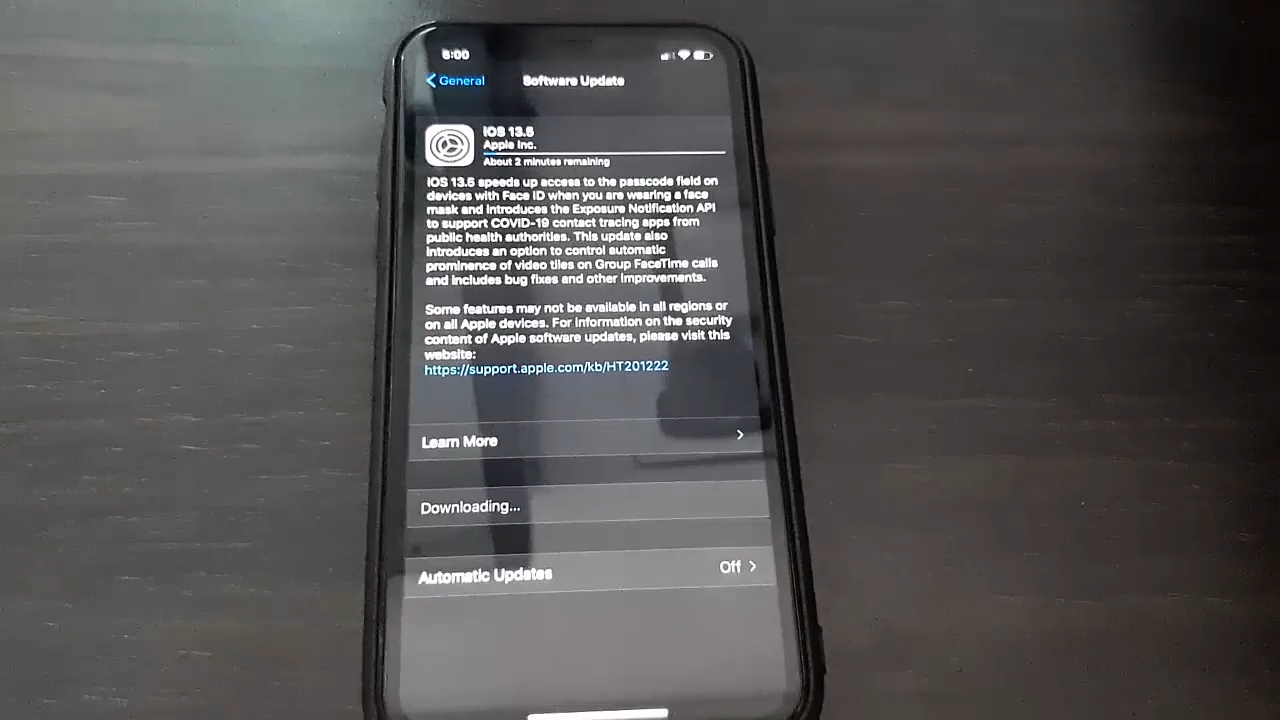 5:00
General
Software Update
iOS 13.5
Apple Inc.
About 2 minutes remaining
iOS 13.5 speeds up access to the passcode field on
devices with Face ID when you are wearing a face
mask and introduces the Exposure Notification API
to support COVID-19 contact tracing apps from
public health authorities. This update also
introduces an option to control automatic
prominence of video tiles on Group FaceTime calls
and includes bug fixes and other improvements.
Some features may not be available in all regions or
on all Apple devices. For information on the security
content of Apple software updates, please visit this
website:
https://support.apple.com/kb/HT201222
Learn More
Downloading...
Automatic Updates
Off